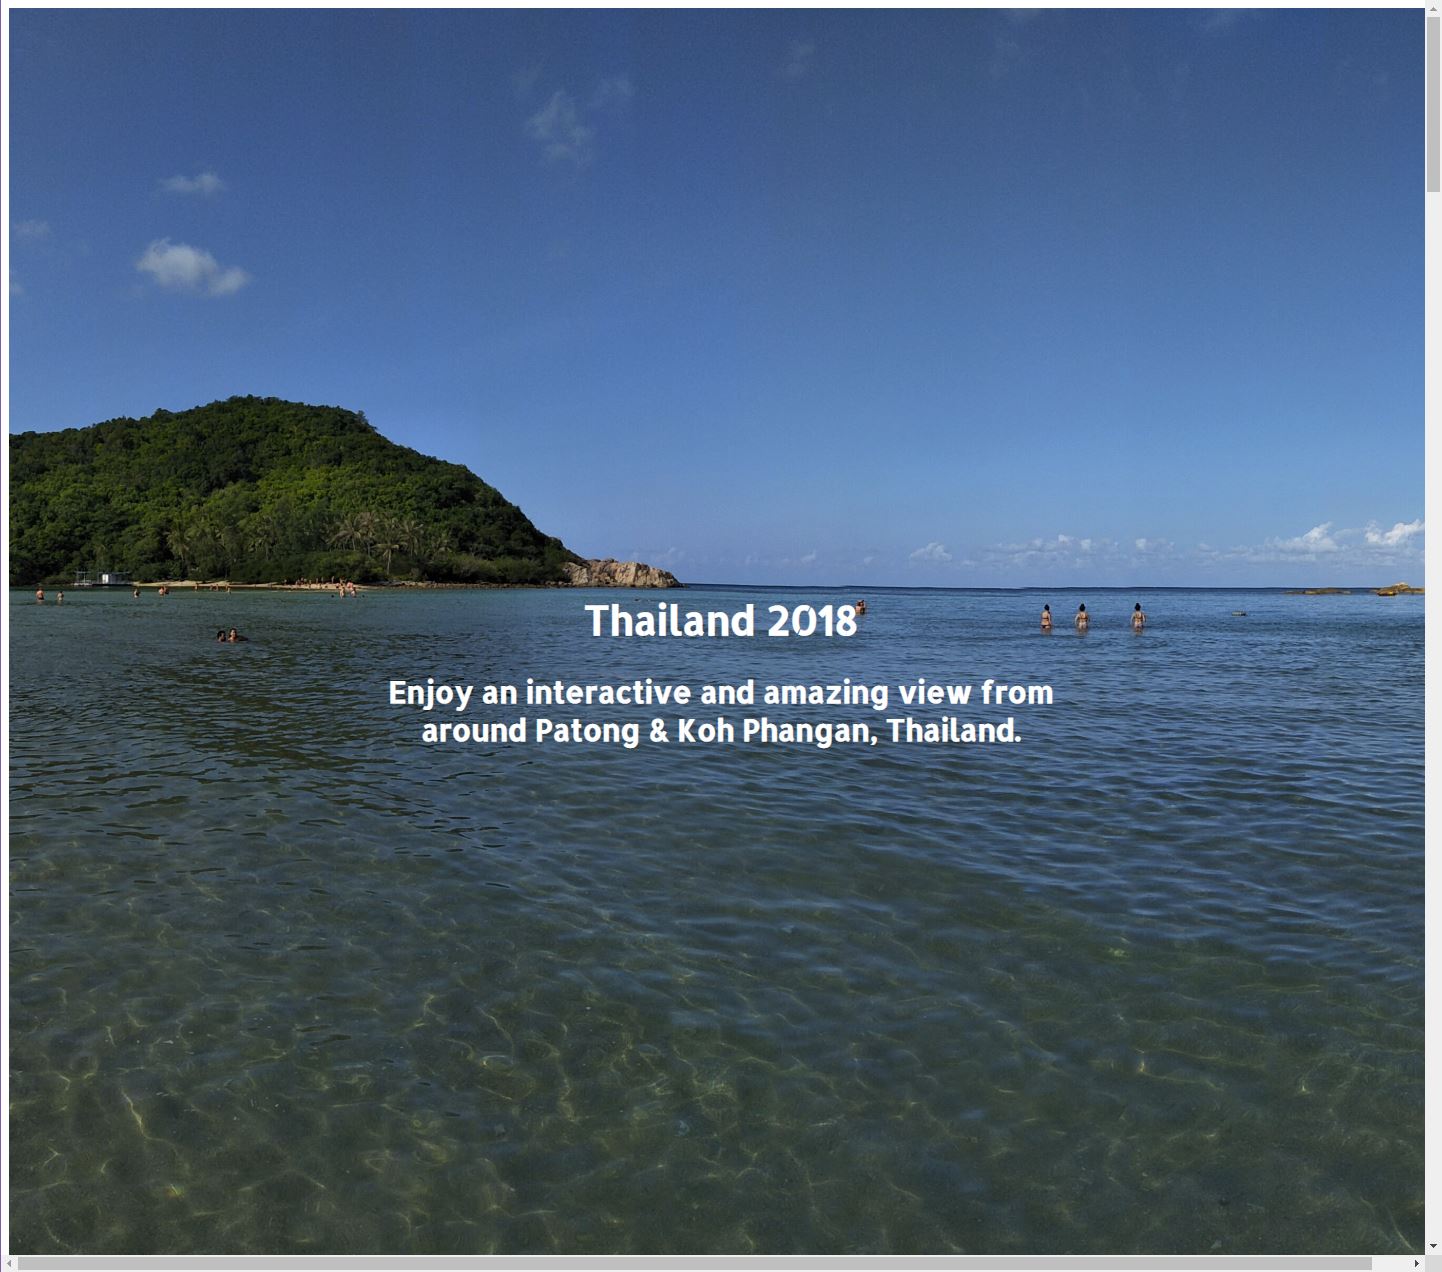 Thailand 2018
Enjoy an interactive and amazing view from
around Patong & Koh Phangan, Thailand.